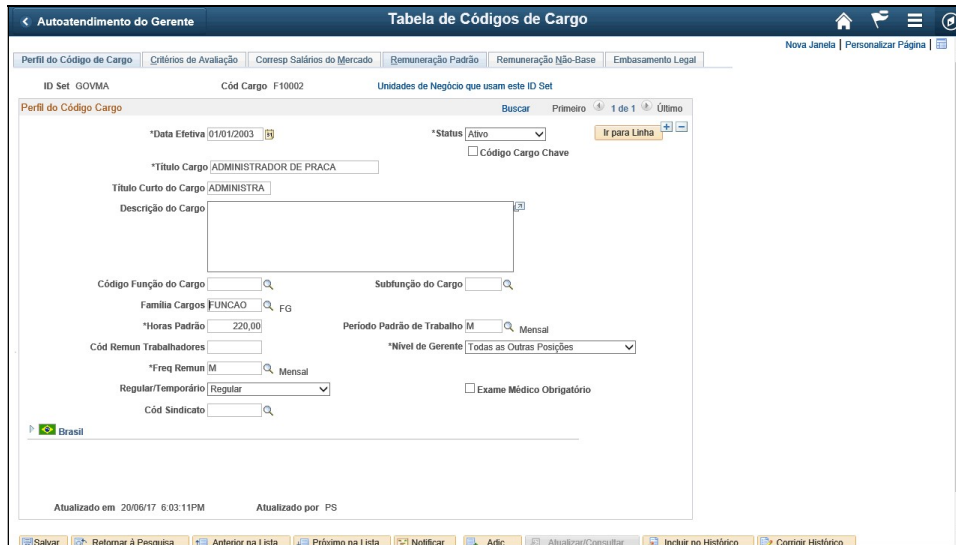 Autoatendimento do Gerente
Tabela de Códigos de Cargo
Nova Janela | Personalizar Página |
Perfil do Código de Cargo Critérios de Avaliação Corresp Salários do Mercado Remuneração Padrão Remuneração Não-Base Embasamento Legal
ID Set GOVMA Cód Cargo F10002 Unidades de Negócio que usam este ID Set
Perfil do Código Cargo Buscar Primeiro 1 de 1 Último
*Data Efetiva 01/01/2003 *Status Ativo Ir para Linha
Código Cargo Chave
*Título Cargo ADMINISTRADOR DE PRACA
Título Curto do Cargo ADMINISTRA
Descrição do Cargo
Código Função do Cargo Subfunção do Cargo
Família Cargos FUNCAO FG
*Horas Padrão 220,00 Período Padrão de Trabalho M Mensal
Cód Remun Trabalhadores *Nível de Gerente Todas as Outras Posições
*Freq Remun M Mensal
Regular/Temporário Regular Exame Médico Obrigatório
Cód Sindicato
Brasil
Atualizado em 20/06/17 6:03:11PM Atualizado por PS
Salvar Retornar à Pesquisa Anterior na Lista Próximo na Lista Notificar Adic Atualizar/Consultar Incluir no Histórico Corrigir Histórico